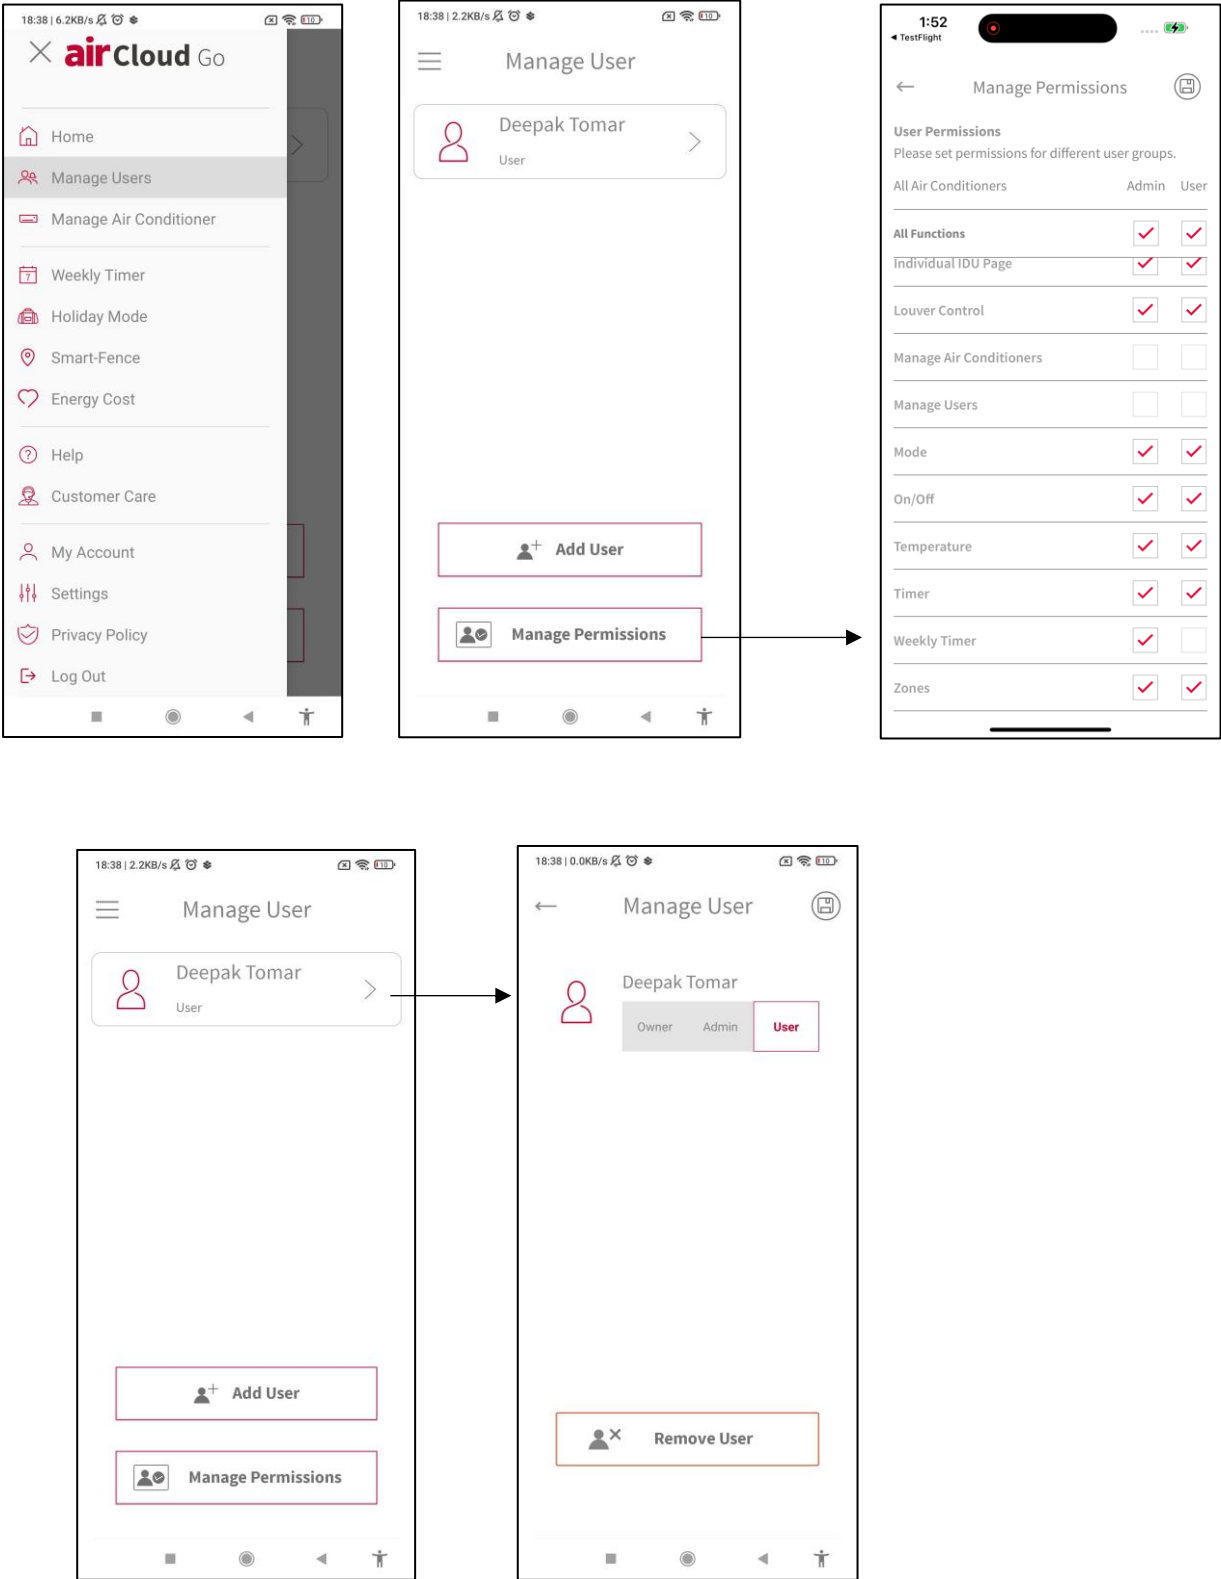 18:38 | 6.2KB/s
10
airCloud Go
Home
Manage Users
Manage Air Conditioner
7
Weekly Timer
Holiday Mode
Smart-Fence
Energy Cost
Help
Customer Care
My Account
Settings
Privacy Policy
Log Out
18:38 | 2.2KB/s
10
Manage User
Deepak Tomar
User
Add User
Manage Permissions
1:52
TestFlight
Manage Permissions
User Permissions
Please set permissions for different user groups.
All Air Conditioners Admin User
All Functions
Individual IDU Page
Louver Control
Manage Air Conditioners
Manage Users
Mode
On/Off
Temperature
Timer
Weekly Timer
Zones
18:38 | 2.2KB/s
10
Manage User
Deepak Tomar
User
Add User
Manage Permissions
18:38 | 0.0KB/s
10
Manage User
Deepak Tomar
Owner Admin User
Remove User